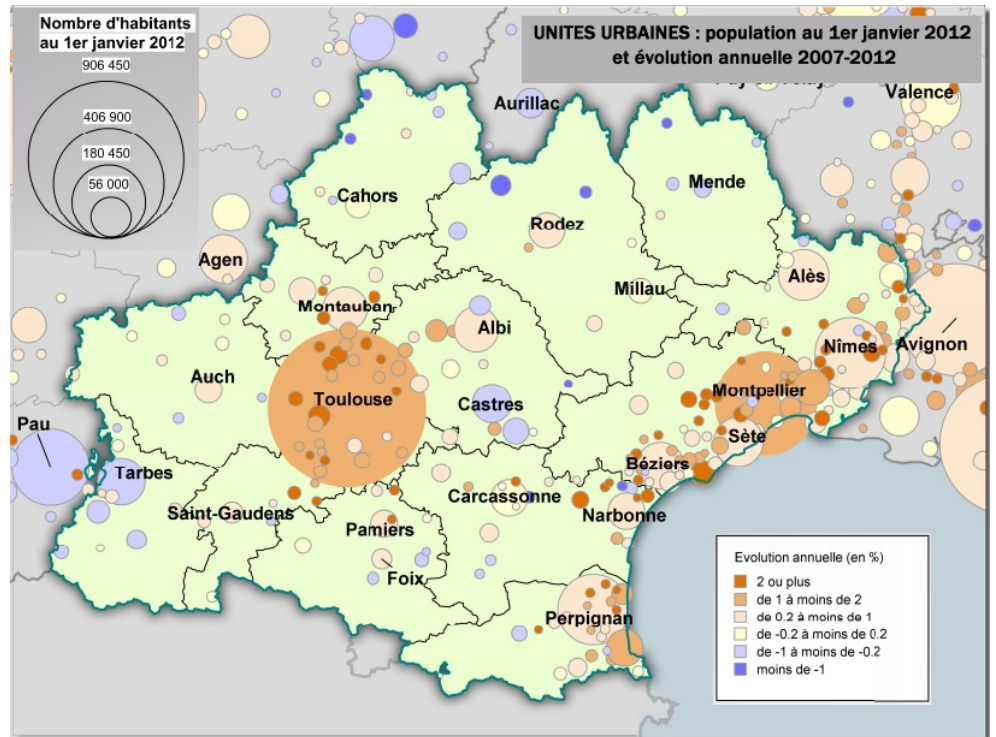 Nombre d'habitants
au 1er janvier 2012
906 450
406 900
180 450
56 000
UNITES URBAINES : population au 1er janvier 2012
et évolution annuelle 2007-2012
Valence
Aurillac
Mende
Cahors
Rodez
Agen
Alès
Millau
Montauban
Albi
Nîmes
Avignon
Auch
Toulouse
Castres
Montpellier
Pau
Sète
Tarbes
Béziers
Carcassonne
Saint-Gaudens
Narbonne
Pamiers
Foix
Perpignan
Evolution annuelle (en %)
2 ou plus
de 1 à moins de 2
de 0.2 à moins de 1
de -0.2 à moins de 0.2
de -1 à moins de -0.2
moins de -1